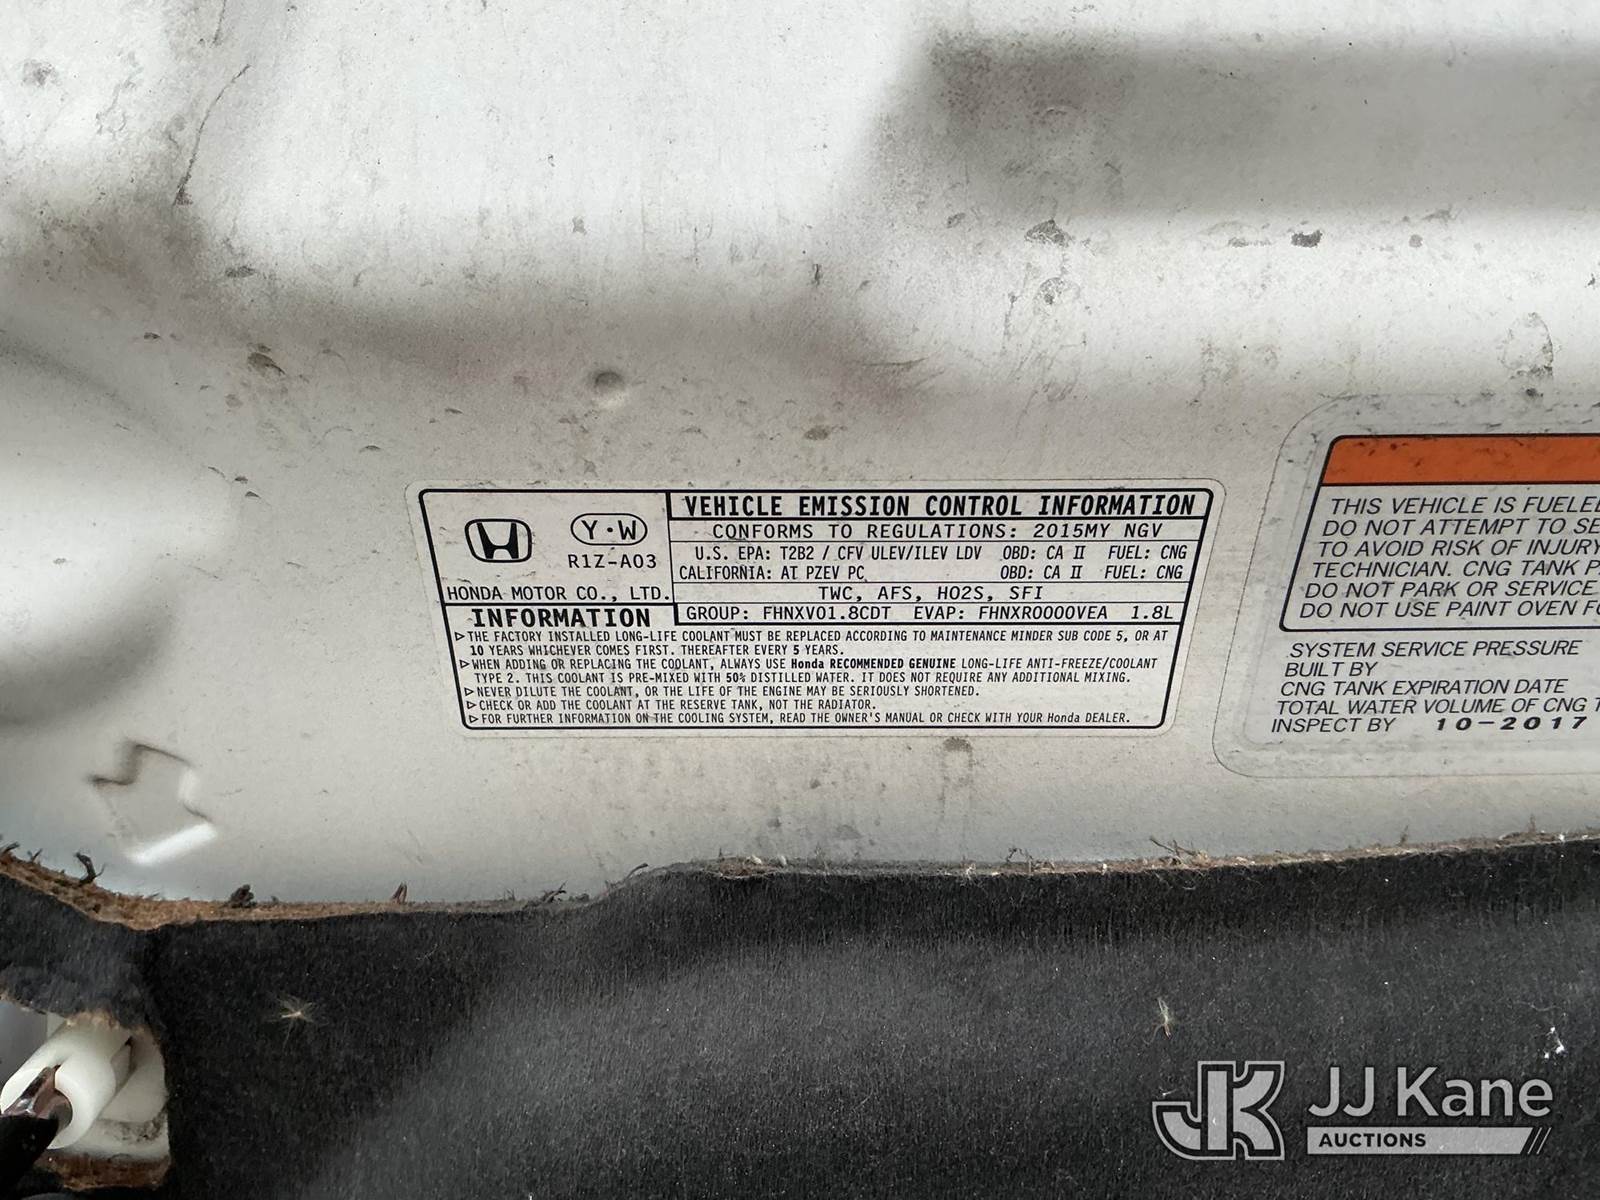 VEHICLE EMISSION CONTROL INFORMATION
Y·W
R1Z-A03
HONDA MOTOR CO., LTD.
CONFORMS TO REGULATIONS: 2015MY NGV
U.S. EPA: T2B2 / CFV ULEV/ILEV LDV OBD: CA II FUEL: CNG
CALIFORNIA: AT PZEV PC OBD: CA II FUEL: CNG
TWC, AFS, HO2S, SFI
GROUP: FHNXV01.8CDT EVAP: FHNXR0000VEA 1.8L
INFORMATION
▷THE FACTORY INSTALLED LONG-LIFE COOLANT MUST BE REPLACED ACCORDING TO MAINTENANCE MINDER SUB CODE 5, OR AT
10 YEARS WHICHEVER COMES FIRST. THEREAFTER EVERY 5 YEARS.
▷WHEN ADDING OR REPLACING THE COOLANT, ALWAYS USE Honda RECOMMENDED GENUINE LONG-LIFE ANTI-FREEZE/COOLANT
TYPE 2. THIS COOLANT IS PRE-MIXED WITH 50% DISTILLED WATER. IT DOES NOT REQUIRE ANY ADDITIONAL MIXING.
▷NEVER DILUTE THE COOLANT, OR THE LIFE OF THE ENGINE MAY BE SERIOUSLY SHORTENED.
▷CHECK OR ADD THE COOLANT AT THE RESERVE TANK, NOT THE RADIATOR.
▷FOR FURTHER INFORMATION ON THE COOLING SYSTEM, READ THE OWNER'S MANUAL OR CHECK WITH YOUR Honda DEALER.
THIS VEHICLE IS FUELE
DO NOT ATTEMPT TO SE
TO AVOID RISK OF INJURY
TECHNICIAN. CNG TANK P
DO NOT PARK OR SERVICE
DO NOT USE PAINT OVEN FO
SYSTEM SERVICE PRESSURE
BUILT BY
CNG TANK EXPIRATION DATE
TOTAL WATER VOLUME OF CNG T
INSPECT BY 10-2017
JK JJ Kane
AUCTIONS